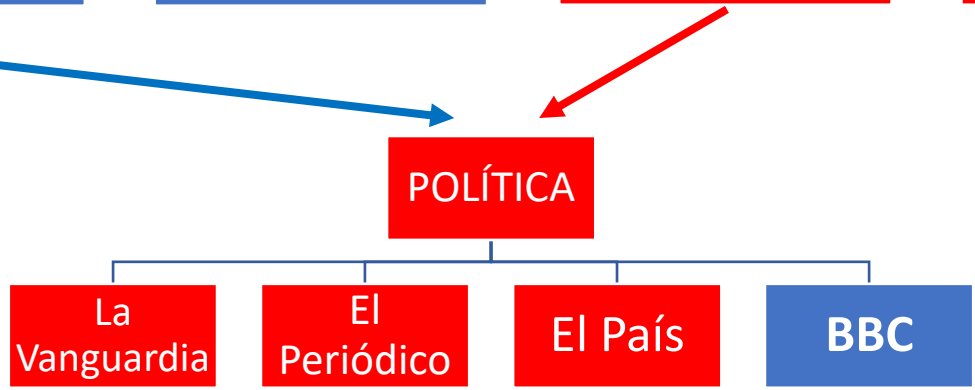 POLÍTICA
La
Vanguardia
El
Periódico
El País
BBC